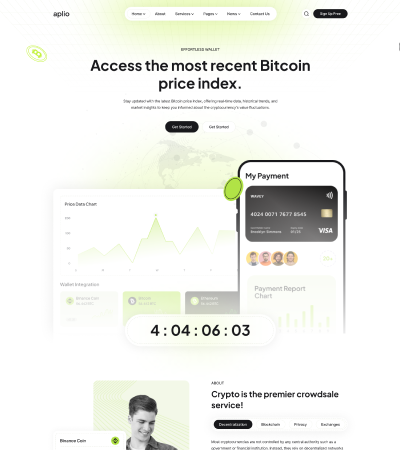 aplio
Home About Services Pages News Contact Us
Sign Up Free
EFFORTLESS WALLET
Access the most recent Bitcoin
price index.
Stay updated with the latest Bitcoin price index, offering real-time data, historical trends, and
market insights to keep you informed about the cryptocurrency's value fluctuations.
Get Started Get Started
My Payment
Price Data Chart
4024 0071 7677 8545
Brooklyn Simmons
VISA
Wallet Integration
Payment Report
Chart
4 : 04 : 06 : 03
ABOUT
Crypto is the premier crowdsale
service!
Decentralization Blockchain Privacy Exchanges
Binance Coin
Most cryptocurrencies are not controlled by any central authority such as a
government or financial institution. Instead, they rely on decentralized networks